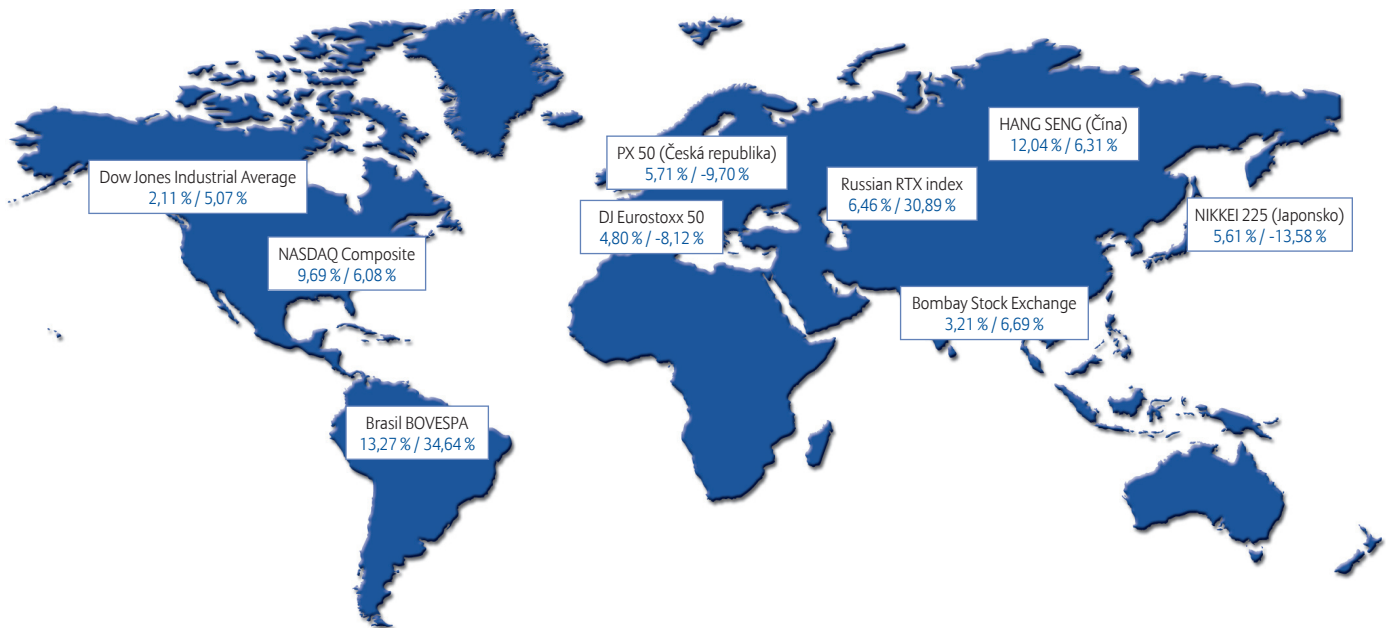 HANG SENG (Čína)
12,04 % / 6,31 %
PX 50 (Česká republika)
5,71 % / -9,70 %
Dow Jones Industrial Average
2,11 % / 5,07 %
Russian RTX index
6,46 % / 30,89 %
NIKKEI 225 (Japonsko)
5,61 % / -13,58 %
DJ Eurostoxx 50
4,80 % / -8,12 %
NASDAQ Composite
9,69 % / 6,08 %
Bombay Stock Exchange
3,21 % / 6,69 %
Brasil BOVESPA
13,27 % / 34,64 %